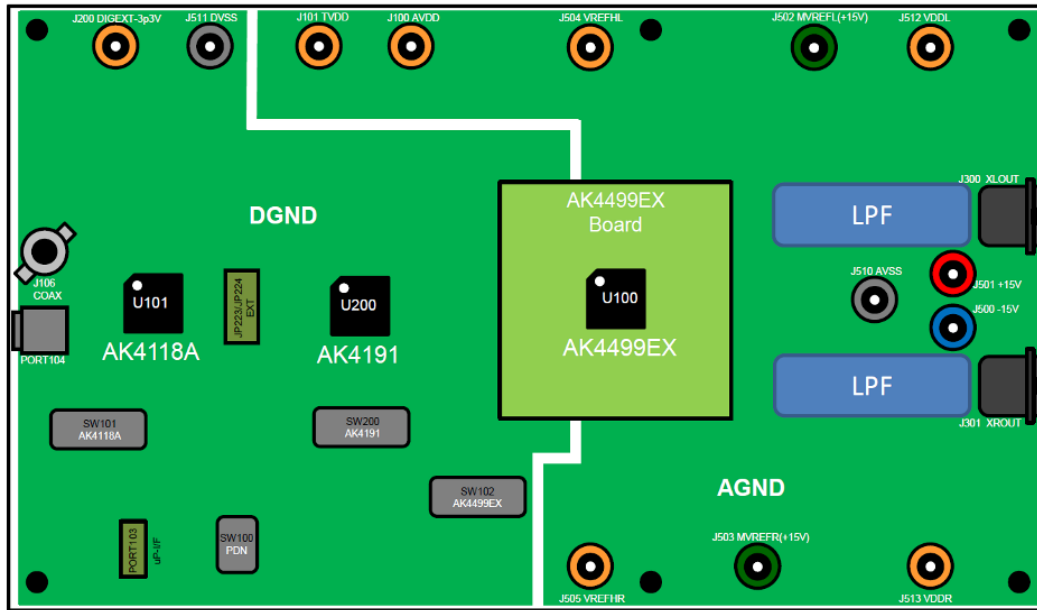 J200 DIGEXT-3p3V
J511 DVSS
J101 TVDD
J100 AVDD
J504 VREFHL
J502 MVREFL(+15V)
J512 VDDL
J300 XLOUT
AK4499EX
Board
LPF
DGND
J106
COAX
U101
JP223/JP224
EXT
U200
U100
J510 AVSS
J501 +15V
J500 -15V
PORT104
AK4118A
AK4191
AK4499EX
LPF
SW101
AK4118A
SW200
AK4191
J301 XROUT
SW102
AK4499EX
AGND
PORT103
uP-I/F
SW100
PDN
J503 MVREFR(+15V)
J505 VREFHR
J513 VDDR